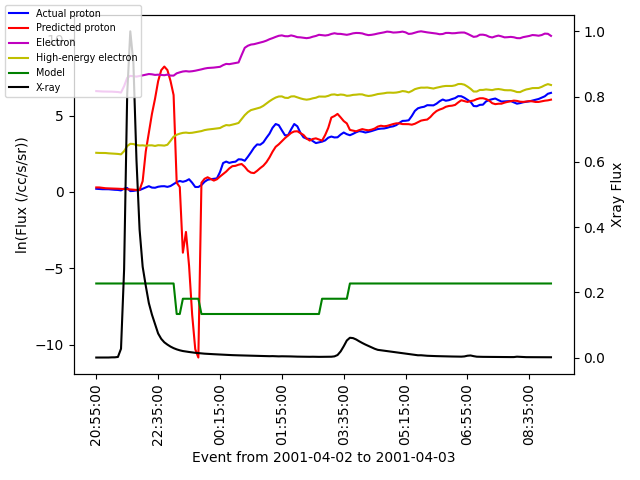 Actual proton
Predicted proton
Electron
High-energy electron
Model
X-ray
5
0
−5
−10
ln(Flux (/cc/s/sr))
1.0
0.8
0.6
0.4
0.2
0.0
Xray Flux
20:55:00
22:35:00
00:15:00
01:55:00
03:35:00
05:15:00
06:55:00
08:35:00
Event from 2001-04-02 to 2001-04-03